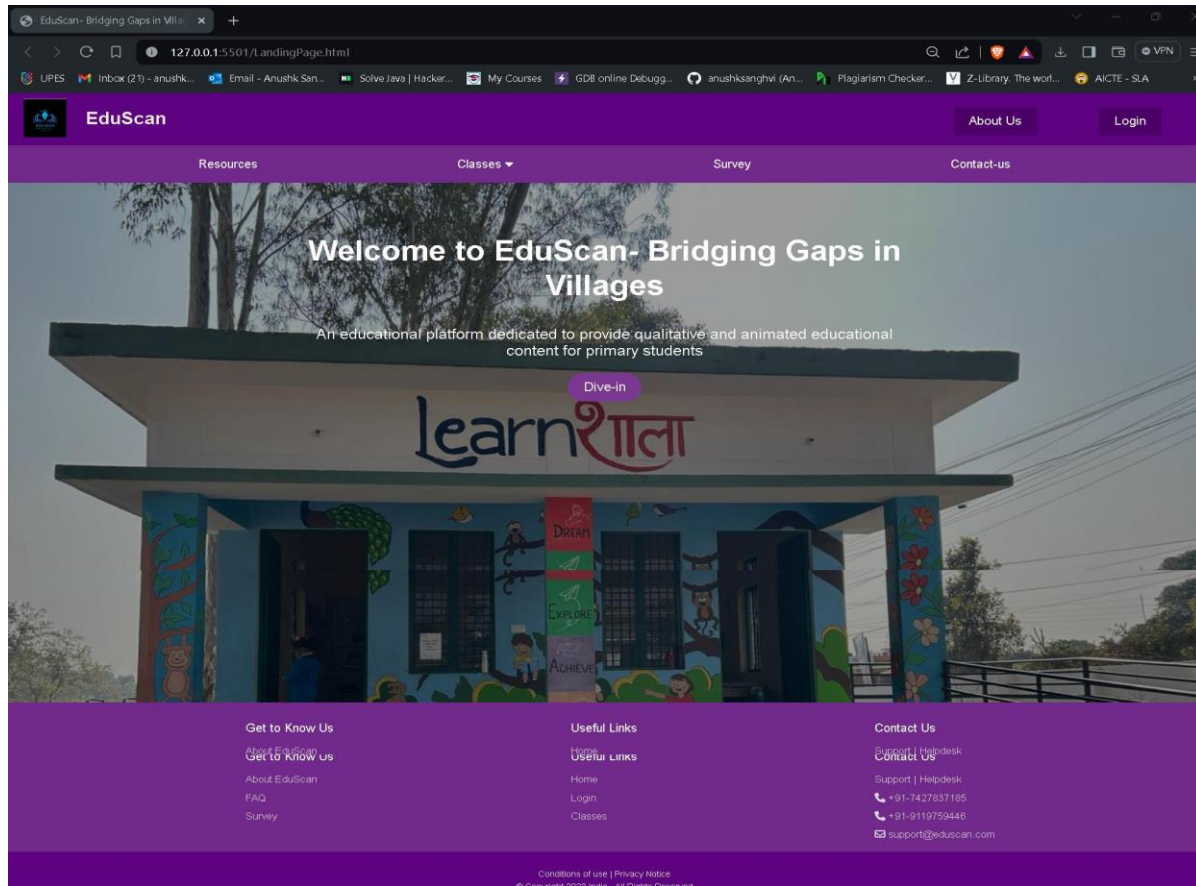 EduScan- Bridging Gaps in Villa
127.0.0.1:5501/LandingPage.html
VPN
UPES
Inbox (21) - anushk...
Email - Anushk San...
Solve Java | Hacker...
My Courses
GDB online Debugg...
anushksanghvi (An...
Plagiarism Checker...
Z-Library. The worl...
AICTE - SLA
EduScan
About Us
Login
Resources
Classes
Survey
Contact-us
Welcome to EduScan- Bridging Gaps in
Villages
An educational platform dedicated to provide qualitative and animated educational
content for primary students
Dive-in
Learnशाला
DREAM
EXPLORE
ACHIEVE
Get to Know Us
Useful Links
Contact Us
About EduScan
Home
Support | Helpdesk
Get to Know Us
Useful Links
Contact Us
About EduScan
Home
Support | Helpdesk
FAQ
Login
+91-7427837185
Survey
Classes
+91-9119759446
support@eduscan.com
Conditions of use | Privacy Notice